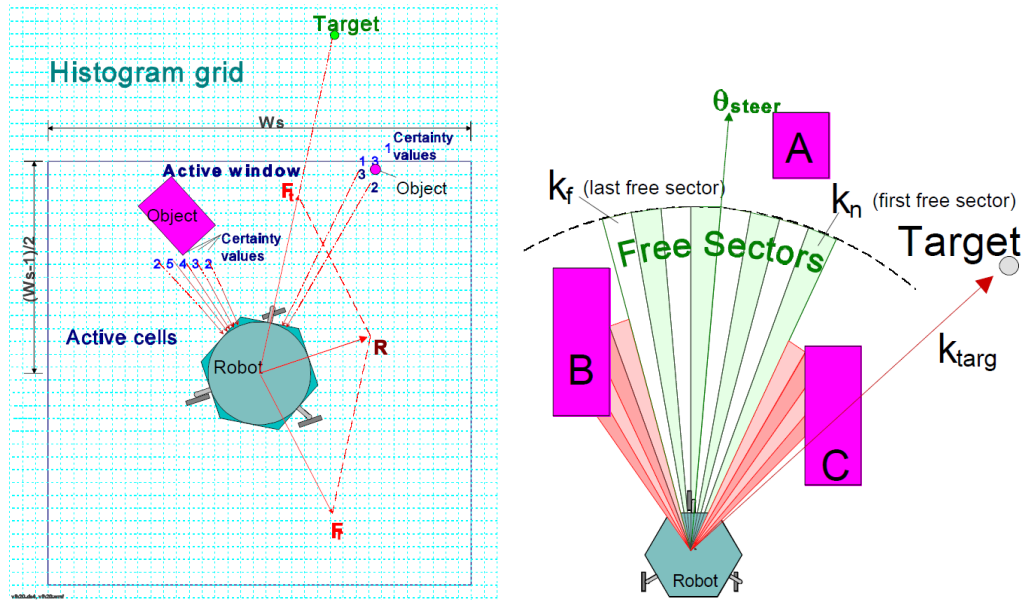 Target
Histogram grid
Ws
Certainty
values
1
1 3
3
2
Active window
Object
Object
(Ws-1)/2
Certainty
values
2 5 4 3 2
Active cells
Robot
R
θsteer
A
kf (last free sector)
kn (first free sector)
Free Sectors
Target
B
C
ktarg
Robot